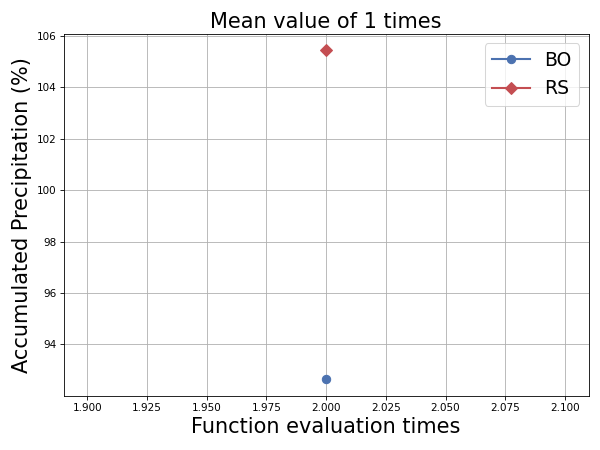 Mean value of 1 times
Accumulated Precipitation (%)
106
104
102
100
98
96
94
BO
RS
1.900 1.925 1.950 1.975 2.000 2.025 2.050 2.075 2.100
Function evaluation times